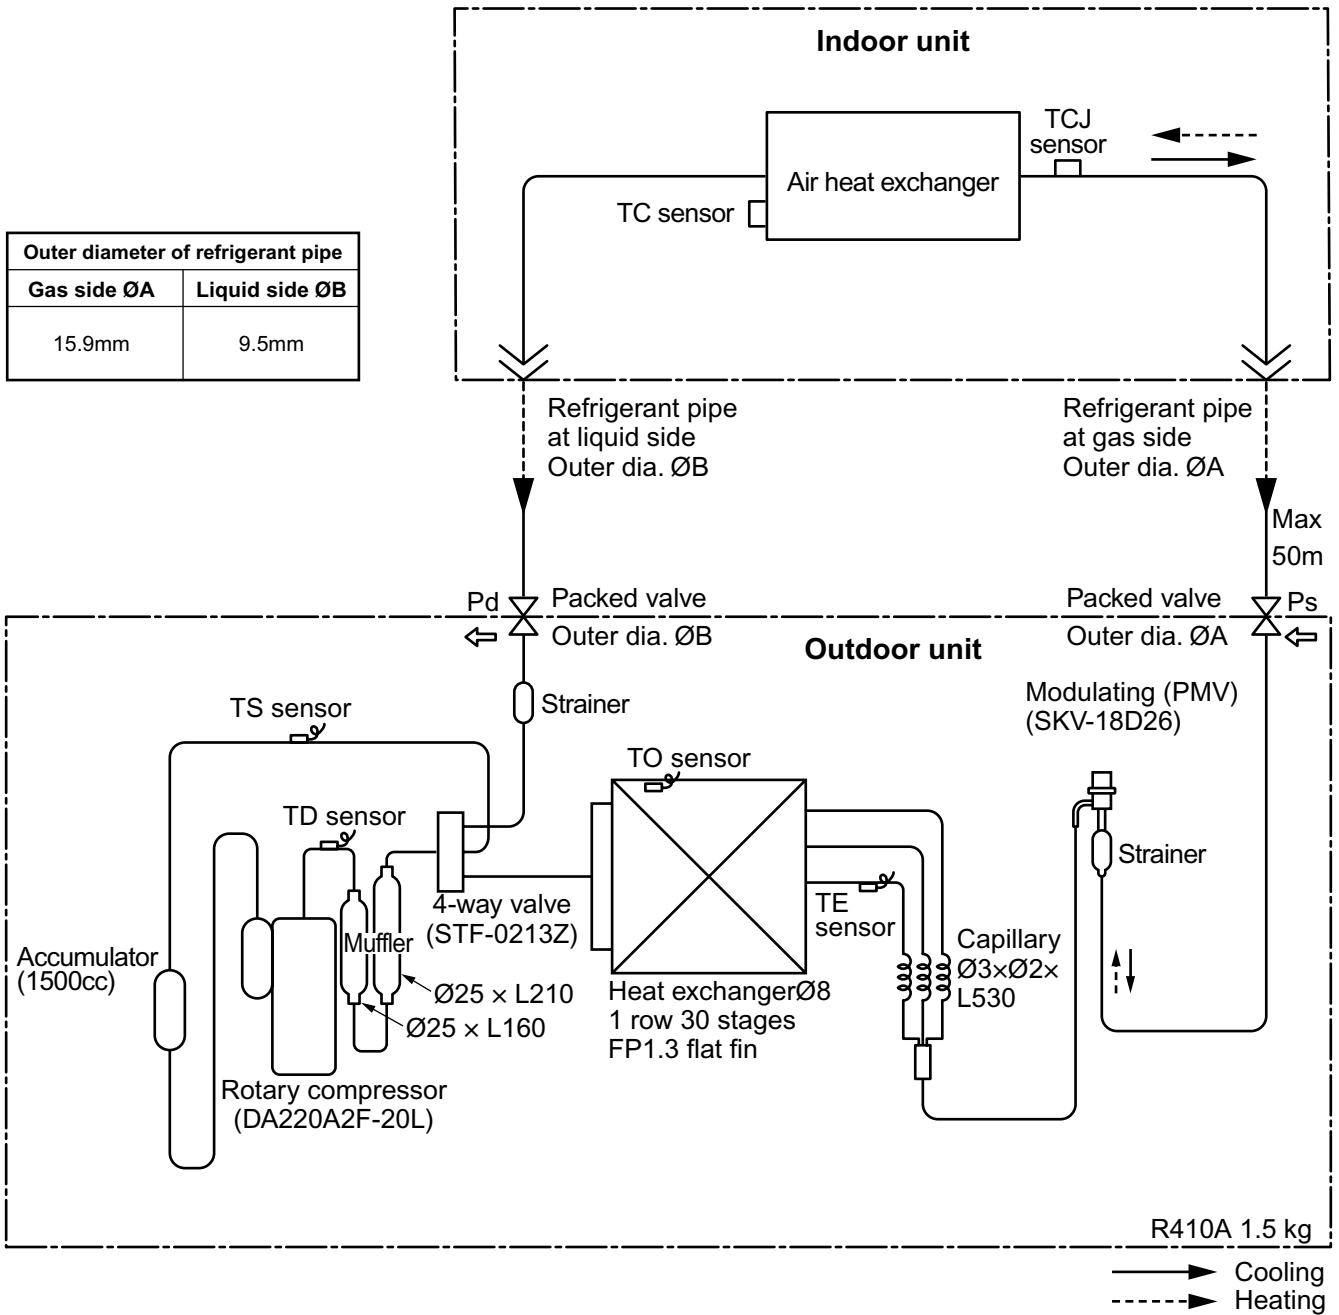 Indoor unit
TCJ
sensor
Air heat exchanger
TC sensor
Outer diameter of refrigerant pipe
Gas side ØA
Liquid side ØB
15.9mm
9.5mm
Refrigerant pipe
at liquid side
Outer dia. ØB
Refrigerant pipe
at gas side
Outer dia. ØA
Max
50m
Pd
Packed valve
Outer dia. ØB
Packed valve
Outer dia. ØA
Ps
Outdoor unit
Modulating (PMV)
(SKV-18D26)
Strainer
TS sensor
TO sensor
TD sensor
Strainer
4-way valve
(STF-0213Z)
TE
sensor
Muffler
Capillary
Ø3×Ø2×
L530
Accumulator
(1500cc)
Ø25 × L210
Ø25 × L160
Heat exchangerØ8
1 row 30 stages
FP1.3 flat fin
Rotary compressor
(DA220A2F-20L)
R410A 1.5 kg
Cooling
Heating